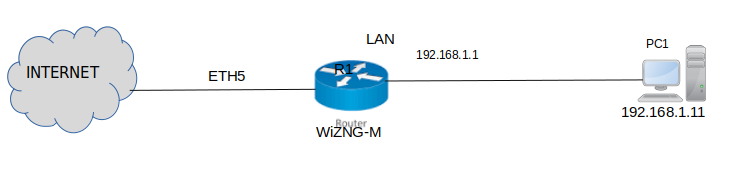 LAN
PC1
192.168.1.1
INTERNET
R1
ETH5
192.168.1.11
Router
WiZNG-M